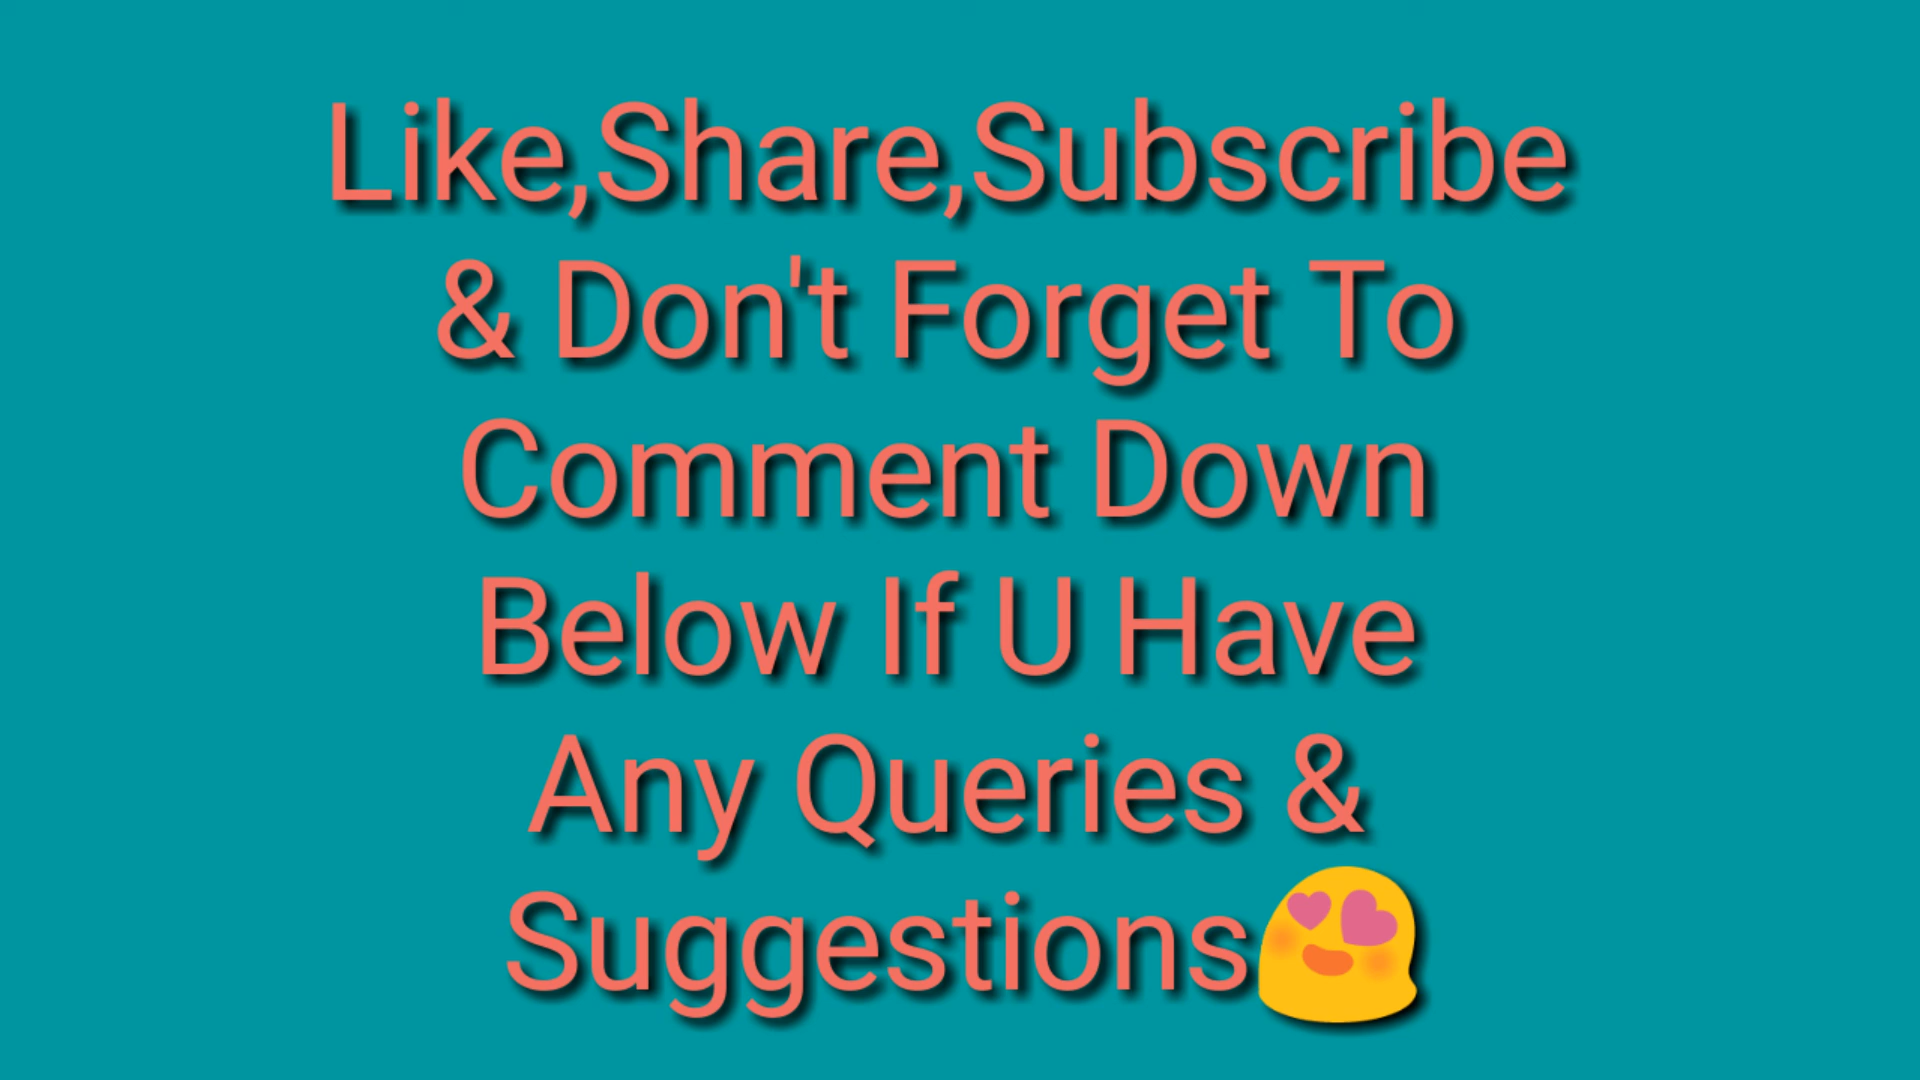 Like,Share,Subscribe
& Don't Forget To
Comment Down
Below If U Have
Any Queries &
Suggestions😍